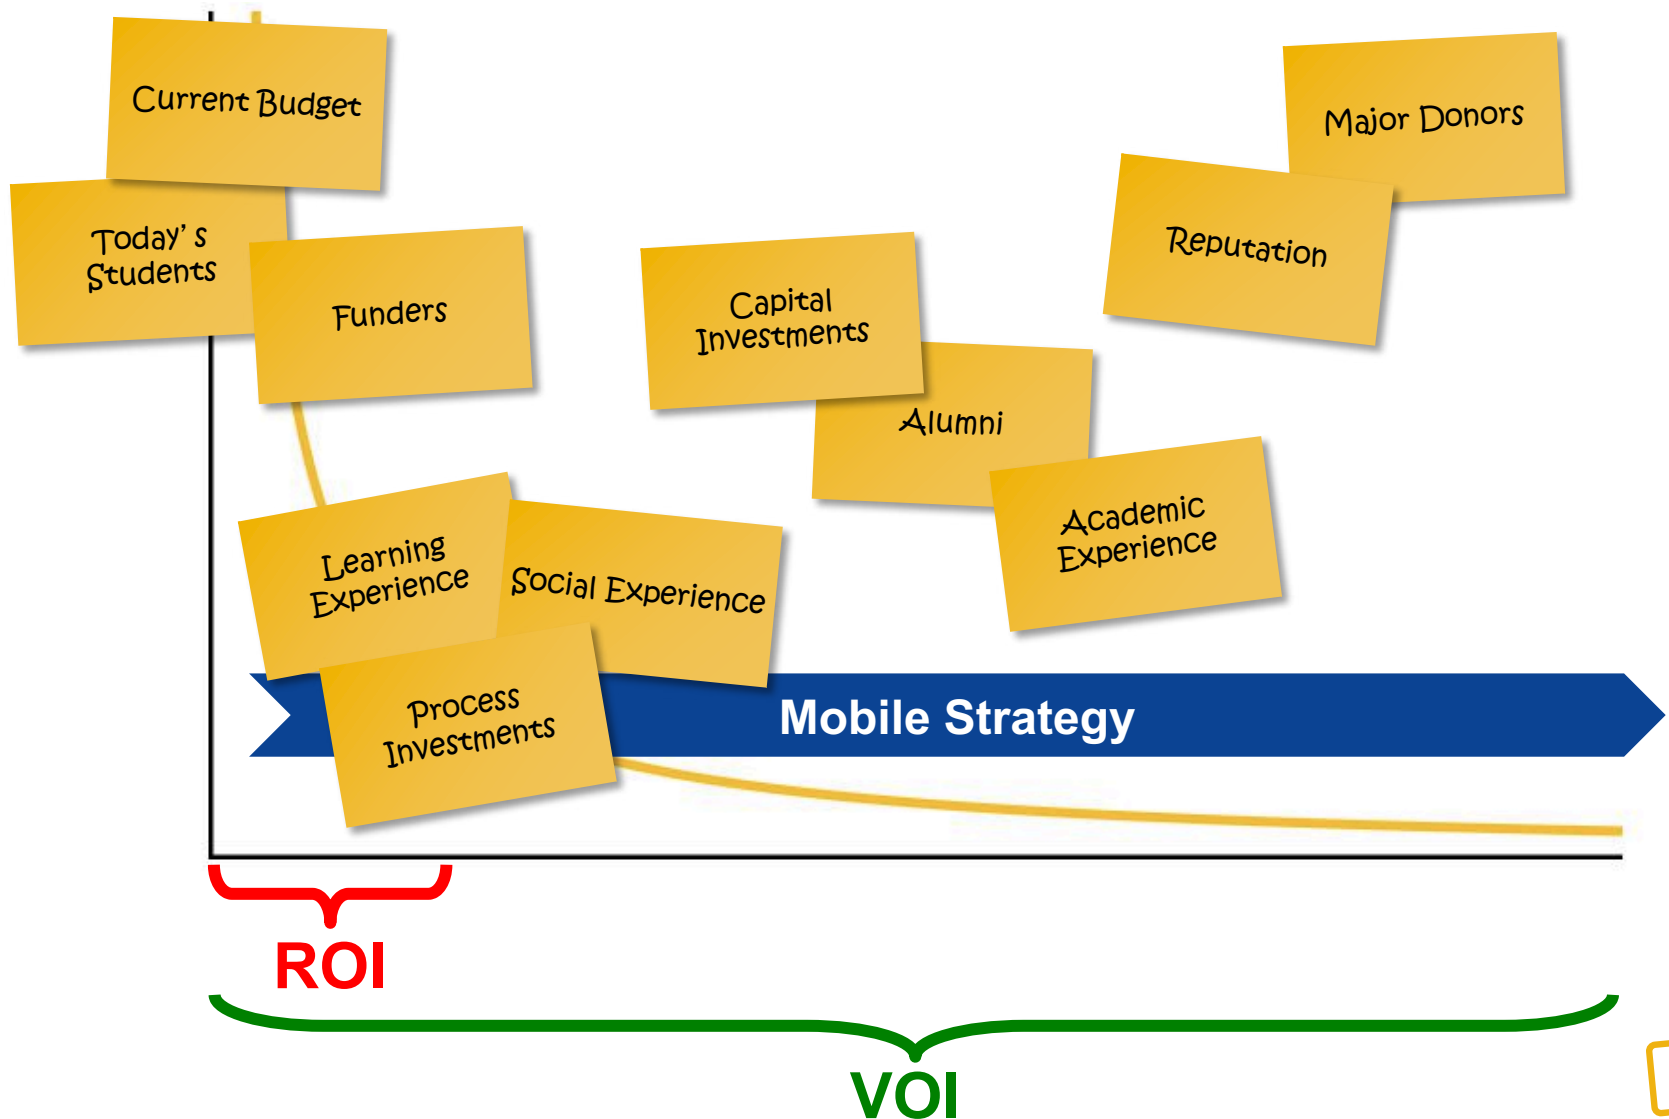 Current Budget
Major Donors
Today's
Students
Reputation
Funders
Capital
Investments
Alumni
Academic
Experience
Learning
Experience
Social Experience
Process
Investments
Mobile Strategy
ROI
VOI